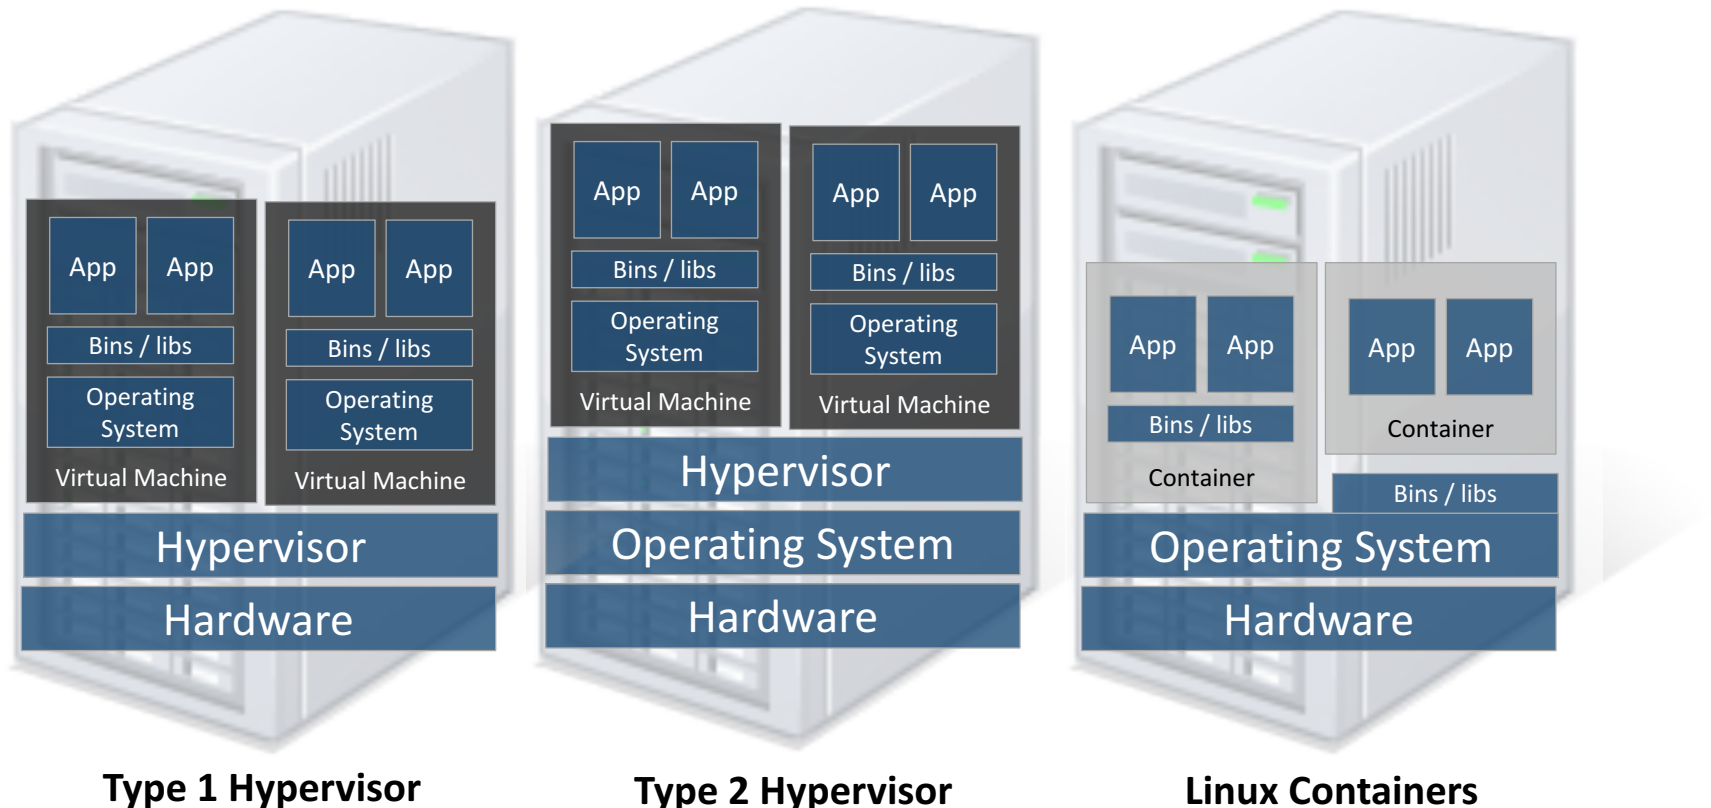 App
App
Bins / libs
Operating
System
Virtual Machine
App
App
Bins / libs
Operating
System
Virtual Machine
Hypervisor
Hardware
Type 1 Hypervisor
App
App
Bins / libs
Operating
System
Virtual Machine
App
App
Bins / libs
Operating
System
Virtual Machine
Hypervisor
Operating System
Hardware
Type 2 Hypervisor
App
App
Bins / libs
Container
App
App
Container
Bins / libs
Operating System
Hardware
Linux Containers